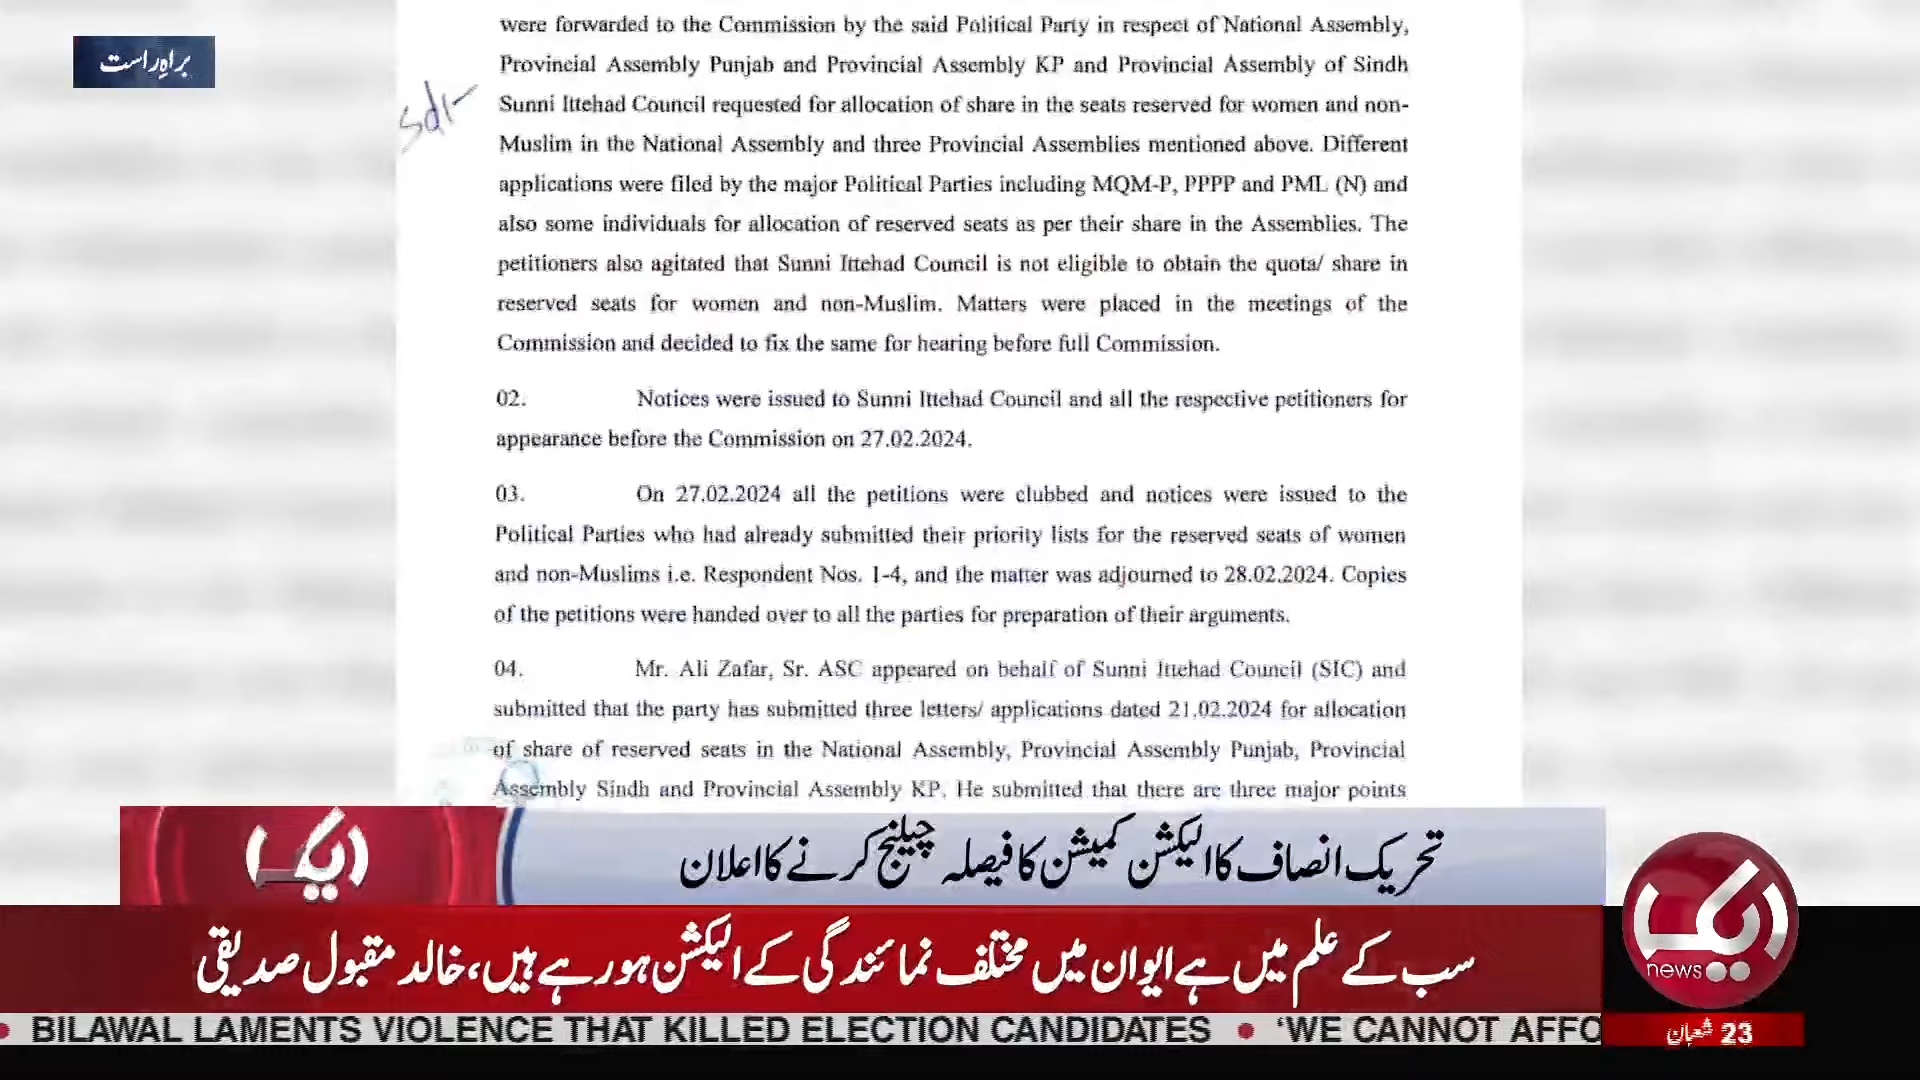 براہِ راست
were forwarded to the Commission by the said Political Party in respect of National Assembly,
Provincial Assembly Punjab and Provincial Assembly KP and Provincial Assembly of Sindh
Sunni Ittehad Council requested for allocation of share in the seats reserved for women and non-
Muslim in the National Assembly and three Provincial Assemblies mentioned above. Different
applications were filed by the major Political Parties including MQM-P, PPPP and PML (N) and
also some individuals for allocation of reserved seats as per their share in the Assemblies. The
petitioners also agitated that Sunni Ittehad Council is not eligible to obtain the quota/ share in
reserved seats for women and non-Muslim. Matters were placed in the meetings of the
Commission and decided to fix the same for hearing before full Commission.
Sd/-
02. Notices were issued to Sunni Ittehad Council and all the respective petitioners for
appearance before the Commission on 27.02.2024.
03. On 27.02.2024 all the petitions were clubbed and notices were issued to the
Political Parties who had already submitted their priority lists for the reserved seats of women
and non-Muslims i.e. Respondent Nos. 1-4, and the matter was adjourned to 28.02.2024. Copies
of the petitions were handed over to all the parties for preparation of their arguments.
04. Mr. Ali Zafar, Sr. ASC appeared on behalf of Sunni Ittehad Council (SIC) and
submitted that the party has submitted three letters/ applications dated 21.02.2024 for allocation
of share of reserved seats in the National Assembly, Provincial Assembly Punjab, Provincial
Assembly Sindh and Provincial Assembly KP. He submitted that there are three major points
ایک
تحریک انصاف کا الیکشن کمیشن کا فیصلہ چیلنج کرنے کا اعلان
سب کے علم میں ہے ایوان میں مختلف نمائندگی کے الیکشن ہو رہے ہیں، خالد مقبول صدیقی
ایک
news
BILAWAL LAMENTS VIOLENCE THAT KILLED ELECTION CANDIDATES • ‘WE CANNOT AFFO
23 شعبان